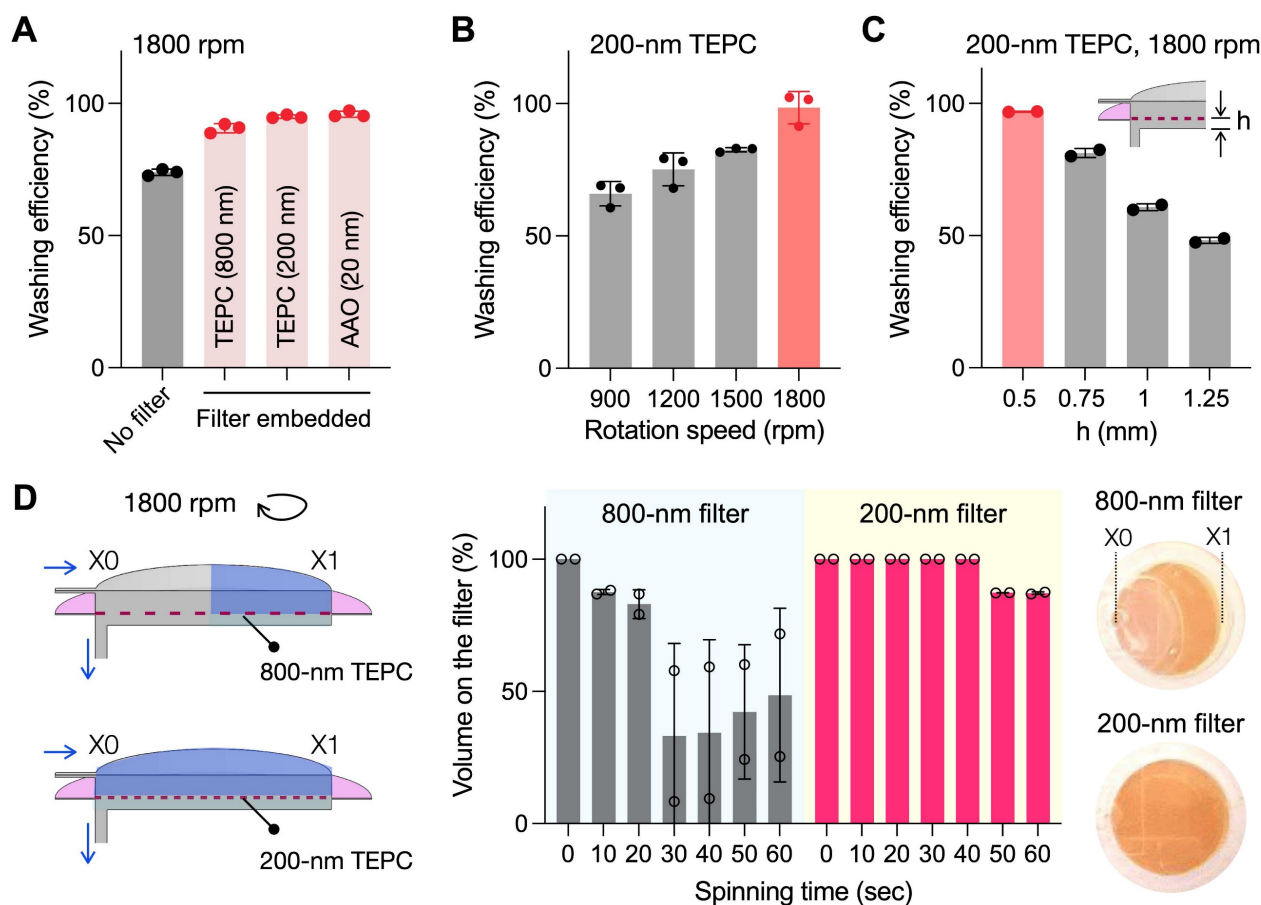 A
1800 rpm
Washing efficiency (%)
100
50
0
TEPC (800 nm)
TEPC (200 nm)
AAO (20 nm)
No filter
Filter embedded
B
200-nm TEPC
Washing efficiency (%)
100
50
0
900
1200
1500
1800
Rotation speed (rpm)
C
200-nm TEPC, 1800 rpm
Washing efficiency (%)
100
50
0
h
0.5
0.75
1
1.25
h (mm)
D
1800 rpm
X0
X1
800-nm TEPC
X0
X1
200-nm TEPC
Volume on the filter (%)
100
50
0
800-nm filter
200-nm filter
0 10 20 30 40 50 60
0 10 20 30 40 50 60
Spinning time (sec)
800-nm filter
X0
X1
200-nm filter